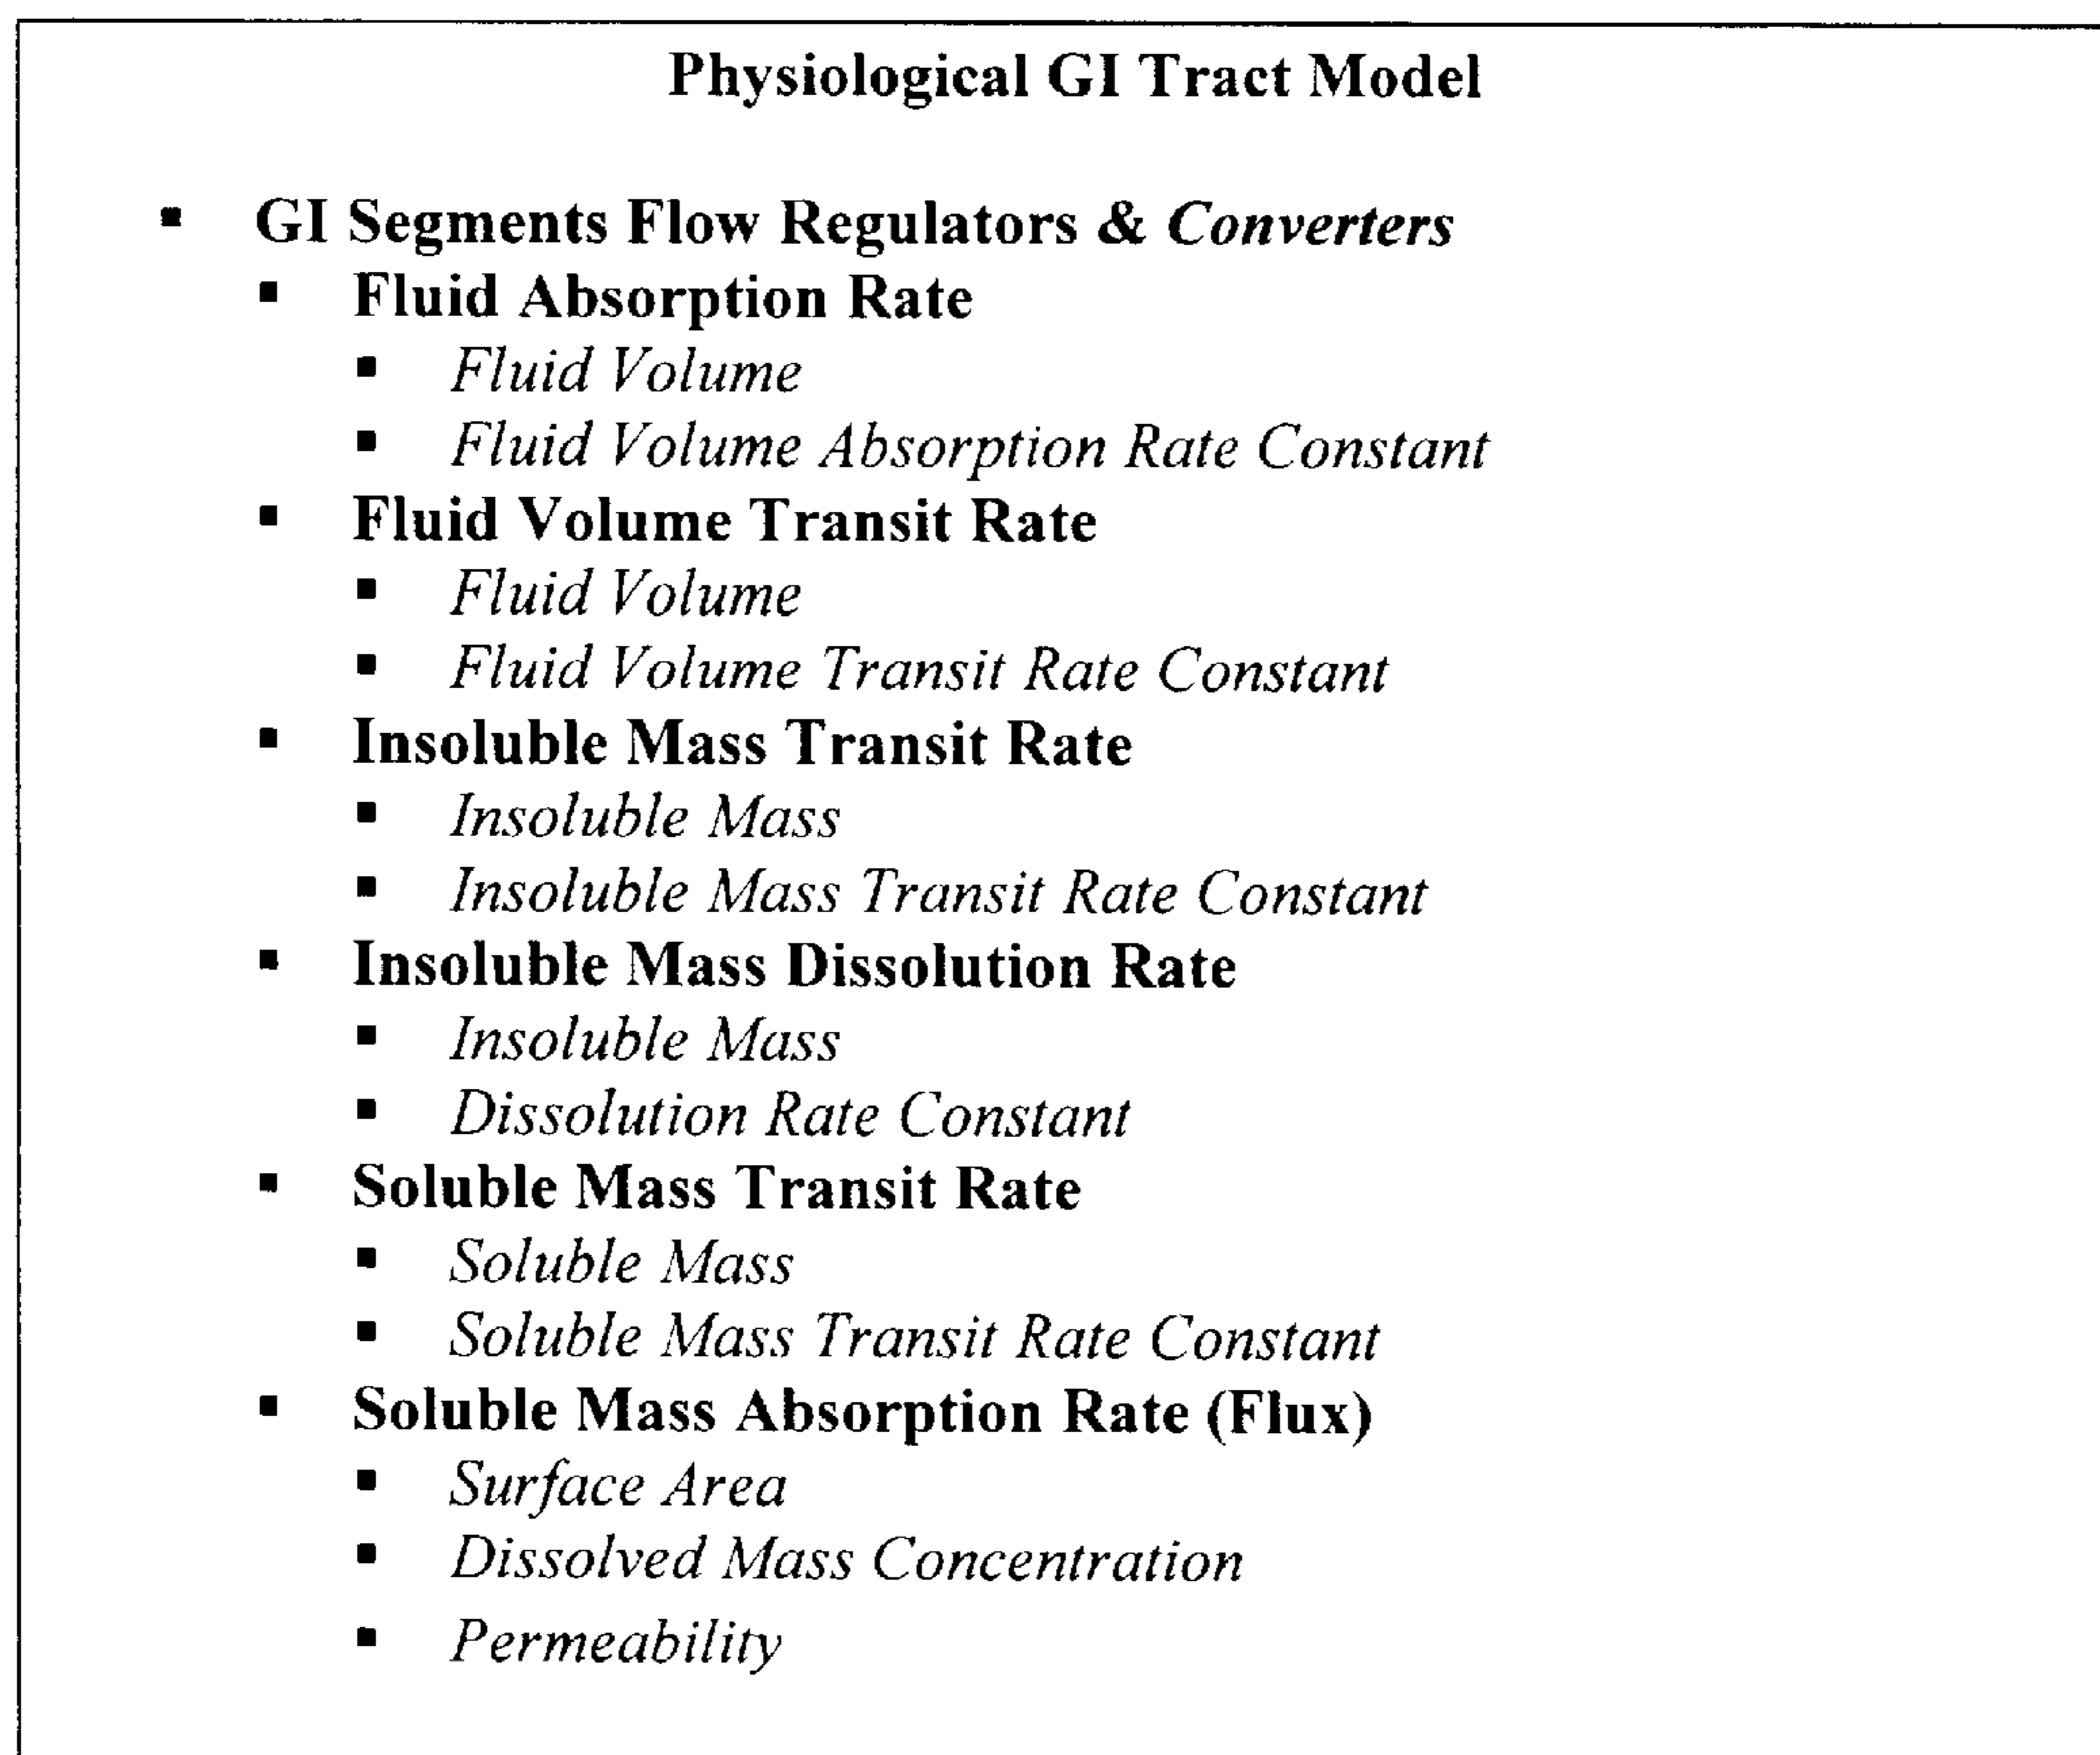 Physiological GI Tract Model
▪ GI Segments Flow Regulators & Converters
▪ Fluid Absorption Rate
▪ Fluid Volume
▪ Fluid Volume Absorption Rate Constant
▪ Fluid Volume Transit Rate
▪ Fluid Volume
▪ Fluid Volume Transit Rate Constant
▪ Insoluble Mass Transit Rate
▪ Insoluble Mass
▪ Insoluble Mass Transit Rate Constant
▪ Insoluble Mass Dissolution Rate
▪ Insoluble Mass
▪ Dissolution Rate Constant
▪ Soluble Mass Transit Rate
▪ Soluble Mass
▪ Soluble Mass Transit Rate Constant
▪ Soluble Mass Absorption Rate (Flux)
▪ Surface Area
▪ Dissolved Mass Concentration
▪ Permeability